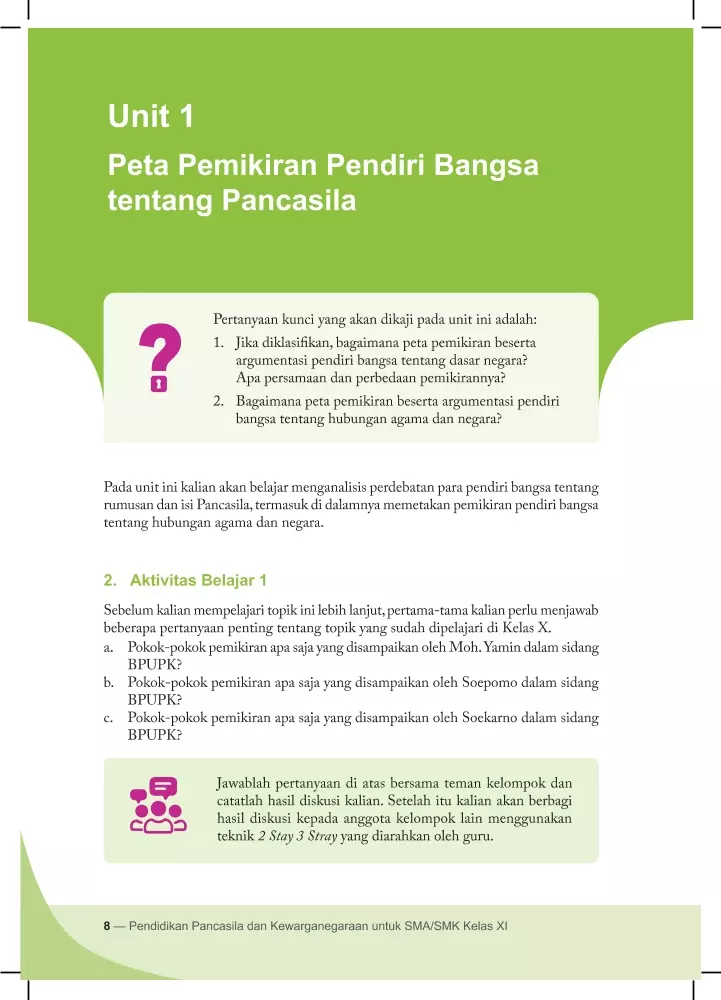 Unit 1
Peta Pemikiran Pendiri Bangsa
tentang Pancasila
Pertanyaan kunci yang akan dikaji pada unit ini adalah:
1. Jika diklasifikan, bagaimana peta pemikiran beserta
argumentasi pendiri bangsa tentang dasar negara?
Apa persamaan dan perbedaan pemikirannya?
2. Bagaimana peta pemikiran beserta argumentasi pendiri
bangsa tentang hubungan agama dan negara?
Pada unit ini kalian akan belajar menganalisis perdebatan para pendiri bangsa tentang
rumusan dan isi Pancasila, termasuk di dalamnya memetakan pemikiran pendiri bangsa
tentang hubungan agama dan negara.
2. Aktivitas Belajar 1
Sebelum kalian mempelajari topik ini lebih lanjut, pertama-tama kalian perlu menjawab
beberapa pertanyaan penting tentang topik yang sudah dipelajari di Kelas X.
a. Pokok-pokok pemikiran apa saja yang disampaikan oleh Moh. Yamin dalam sidang
BPUPK?
b. Pokok-pokok pemikiran apa saja yang disampaikan oleh Soepomo dalam sidang
BPUPK?
c. Pokok-pokok pemikiran apa saja yang disampaikan oleh Soekarno dalam sidang
BPUPK?
Jawablah pertanyaan di atas bersama teman kelompok dan
catatlah hasil diskusi kalian. Setelah itu kalian akan berbagi
hasil diskusi kepada anggota kelompok lain menggunakan
teknik 2 Stay 3 Stray yang diarahkan oleh guru.
8 — Pendidikan Pancasila dan Kewarganegaraan untuk SMA/SMK Kelas XI